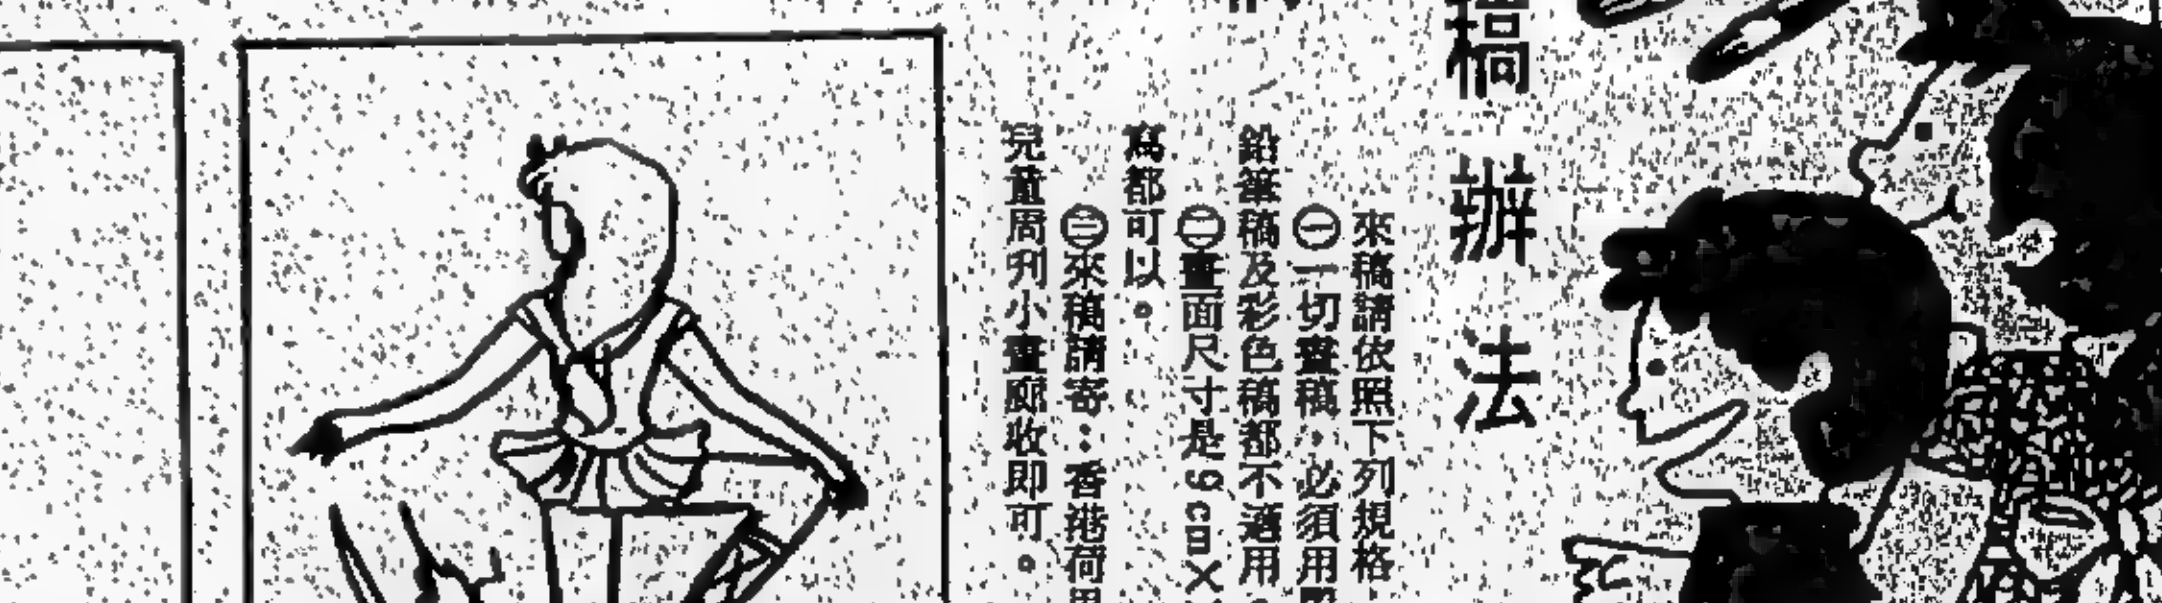 稿辦法
來稿請依照下列規格
㊀一切畫稿,必須用
鉛筆稿及彩色稿都不適用
㊁畫面尺寸是9cm×
為都可以。
㊂來稿請寄:香港荷
兒童周刊小畫廊收即可。